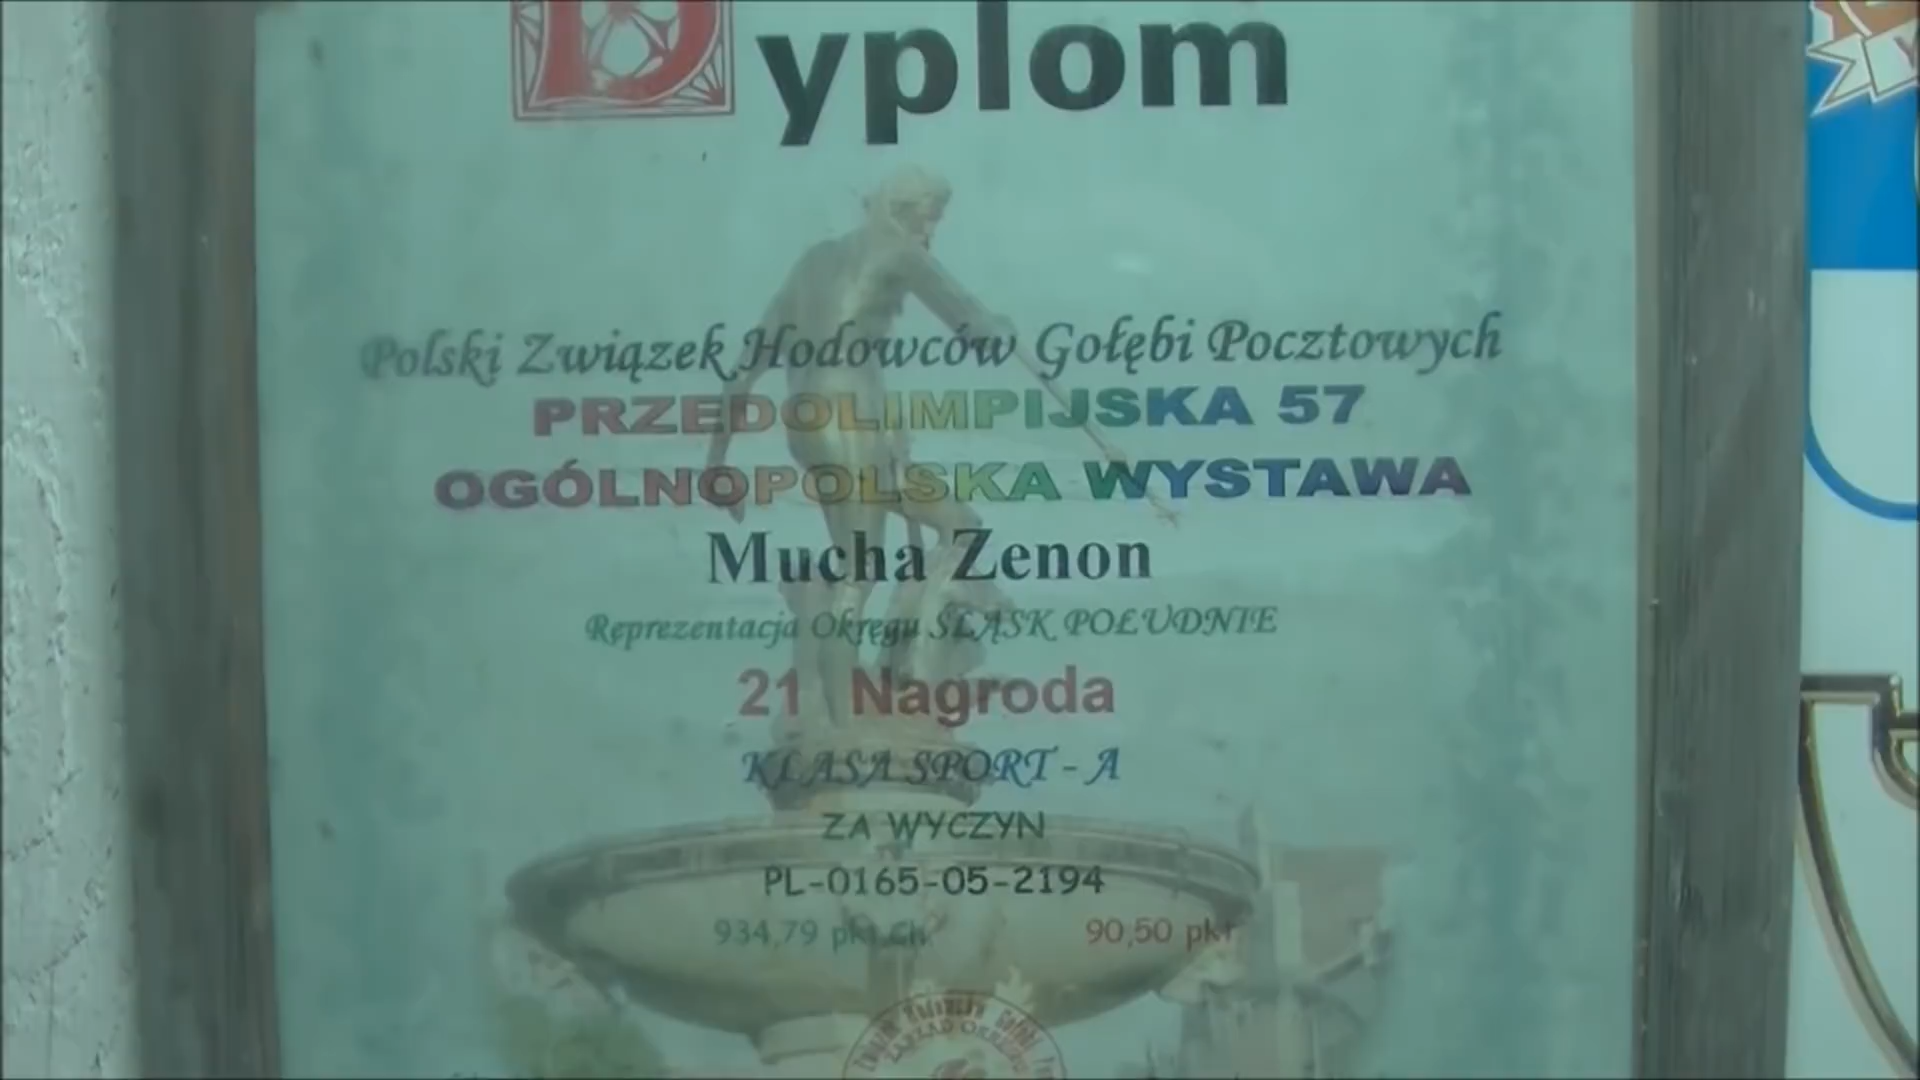 Dyplom
Polski Związek Hodowców Gołębi Pocztowych
PRZEDOLIMPIJSKA 57
OGÓLNOPOLSKA WYSTAWA
Mucha Zenon
Reprezentacja Okręgu ŚLĄSK POŁUDNIE
21 Nagroda
KLASA SPORT - A
ZA WYCZYN
PL-0165-05-2194
934,79 pkt.ch. 90,50 pkt